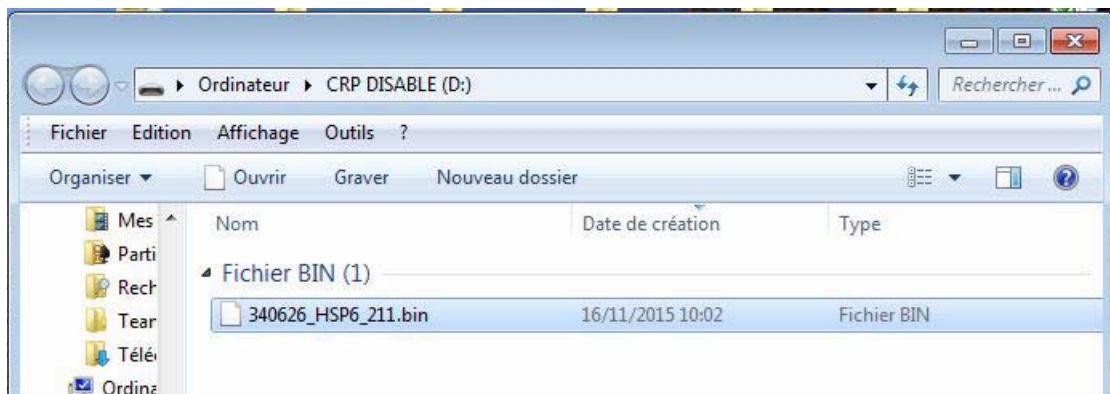 Ordinateur CRP DISABLE (D:) Rechercher ...
Fichier Edition Affichage Outils ?
Organiser Ouvrir Graver Nouveau dossier
Mes
Parti
Rech
Tear
Télé
Ordina
Nom Date de création Type
Fichier BIN (1)
340626_HSP6_211.bin 16/11/2015 10:02 Fichier BIN